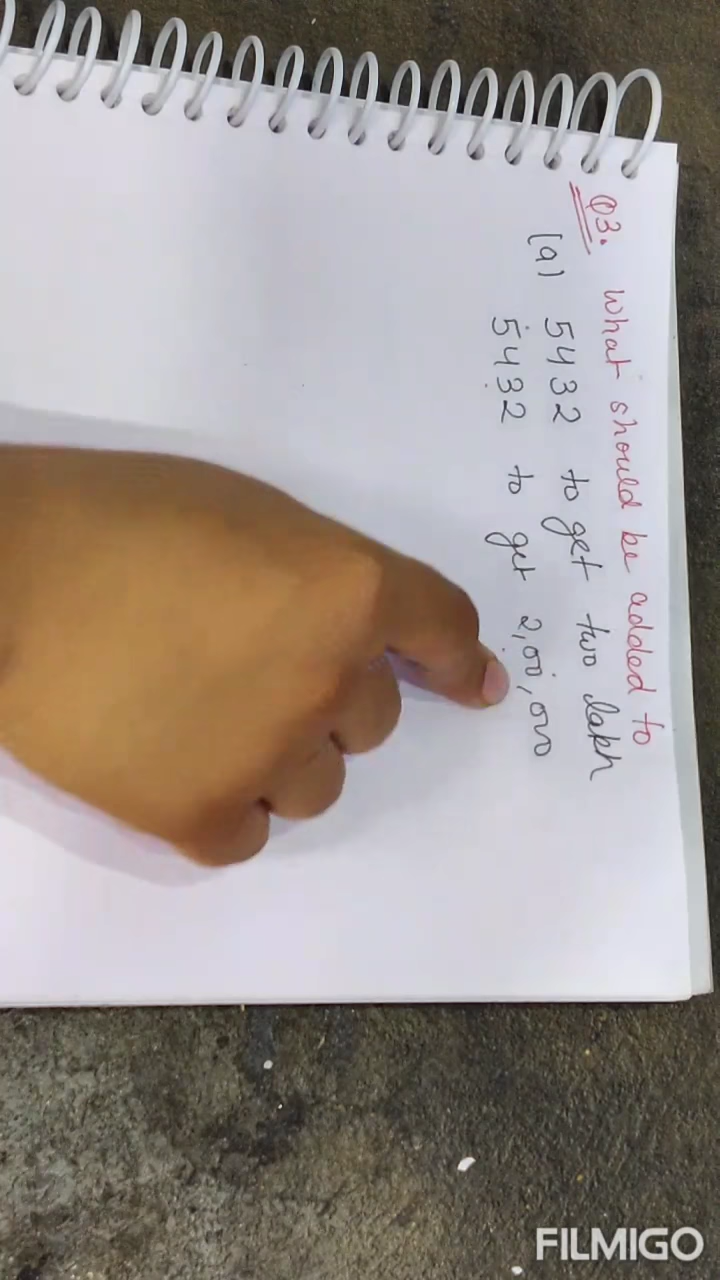 Q3. What should be added to
(a) 5432 to get two lakh
5432 to get 2,00,000
FILMIGO